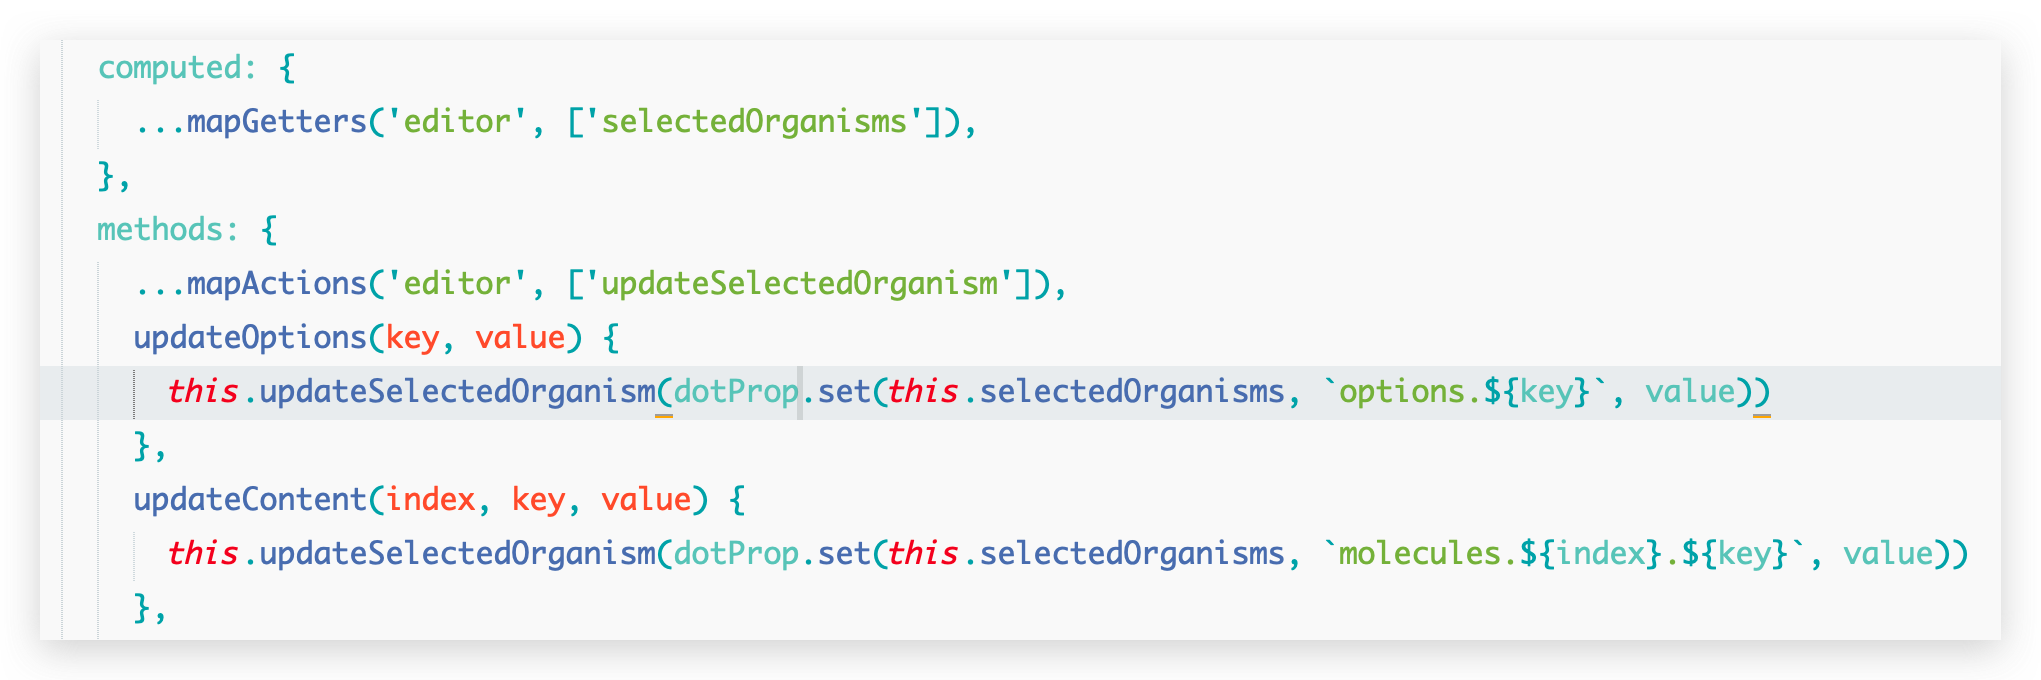 computed: {
...mapGetters('editor', ['selectedOrganisms']),
},
methods: {
...mapActions('editor', ['updateSelectedOrganism']),
updateOptions(key, value) {
this.updateSelectedOrganism(dotProp.set(this.selectedOrganisms, `options.${key}`, value))
},
updateContent(index, key, value) {
this.updateSelectedOrganism(dotProp.set(this.selectedOrganisms, `molecules.${index}.${key}`, value))
},